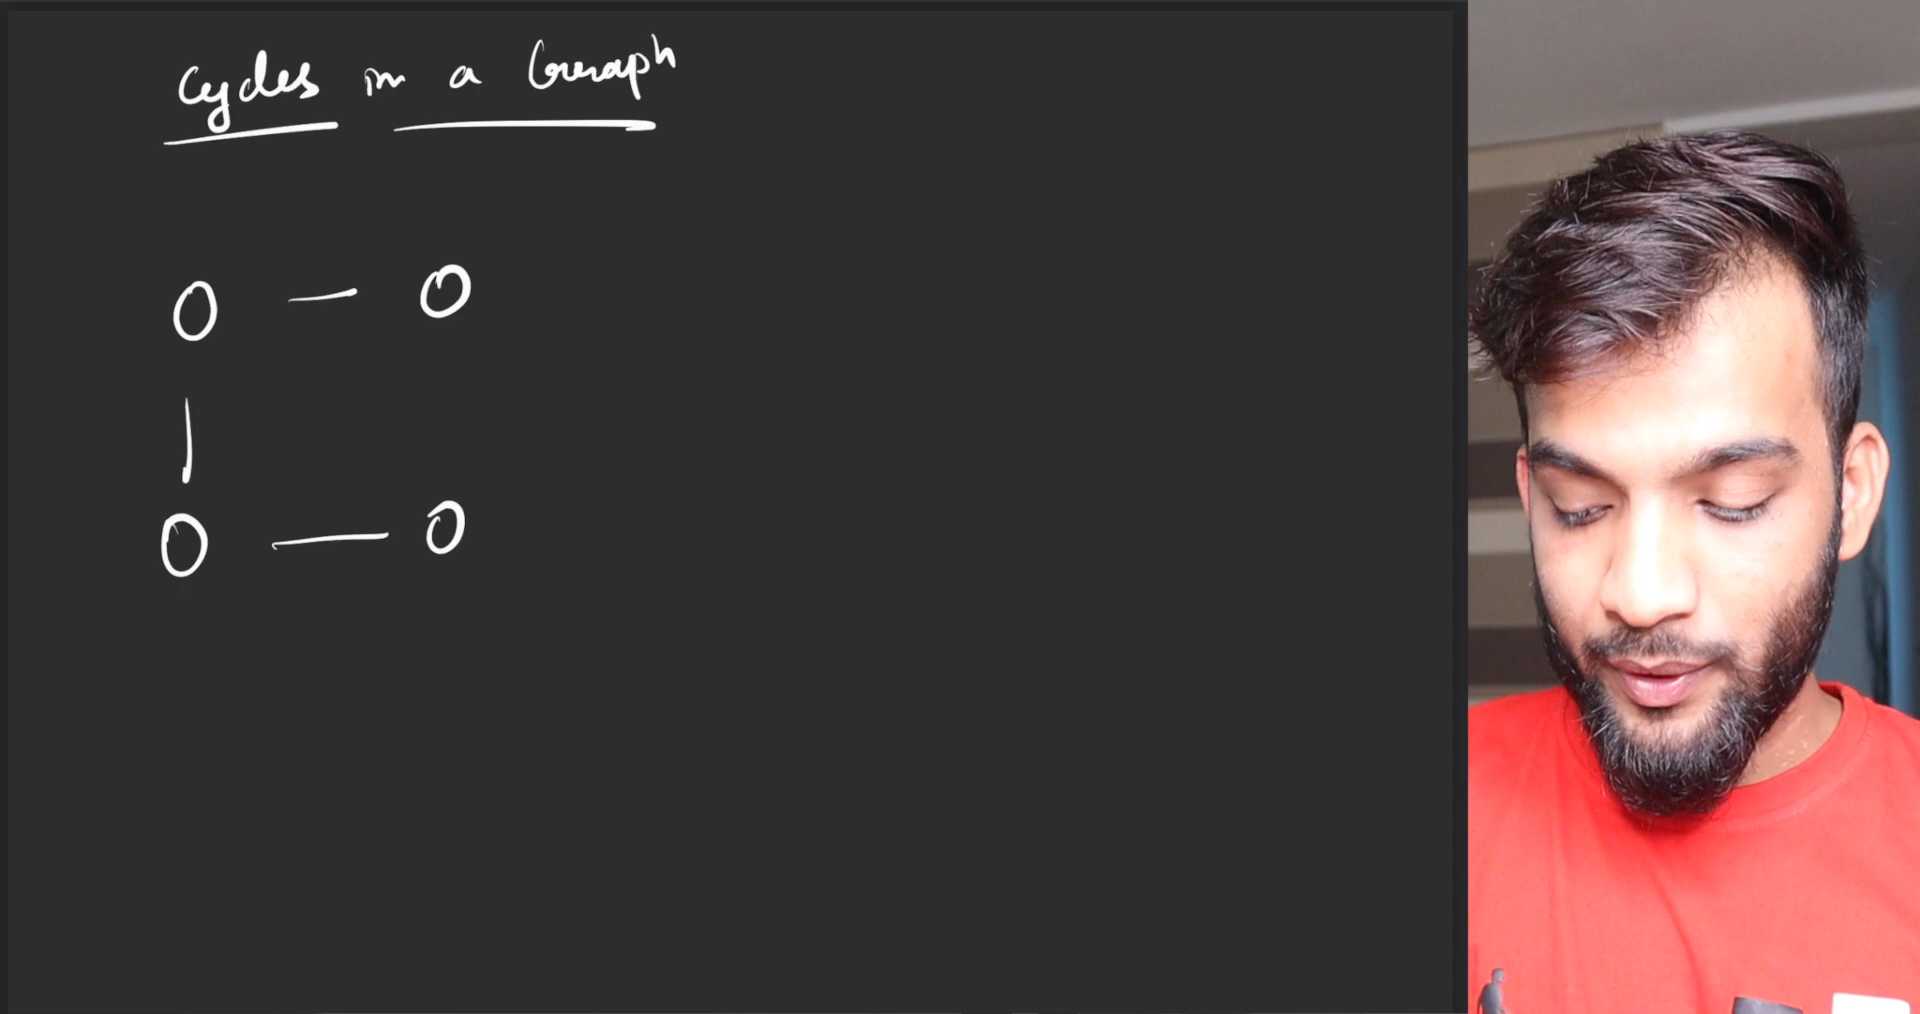 Cycles in a Graph
O — O
|
O — O